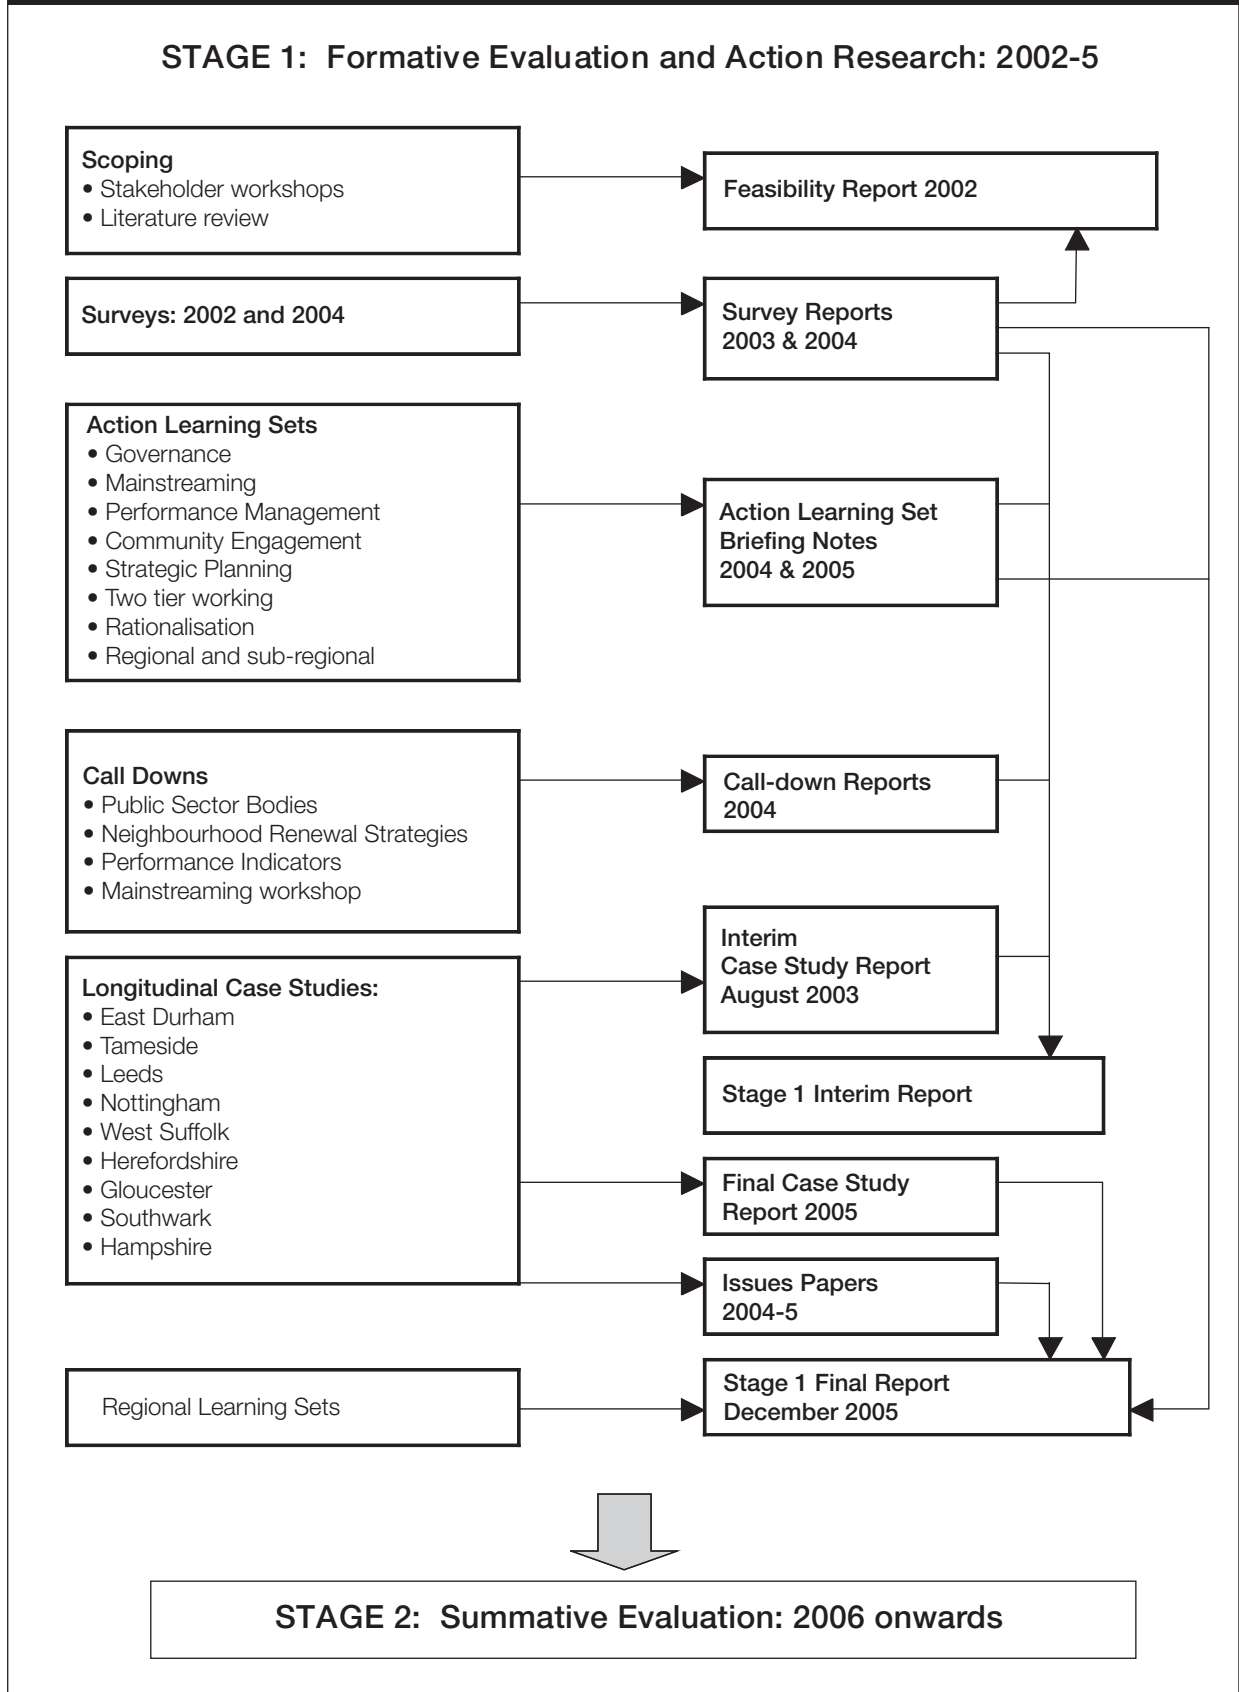 STAGE 1: Formative Evaluation and Action Research: 2002-5
Scoping
• Stakeholder workshops
• Literature review
Feasibility Report 2002
Surveys: 2002 and 2004
Survey Reports
2003 & 2004
Action Learning Sets
• Governance
• Mainstreaming
• Performance Management
• Community Engagement
• Strategic Planning
• Two tier working
• Rationalisation
• Regional and sub-regional
Action Learning Set
Briefing Notes
2004 & 2005
Call Downs
• Public Sector Bodies
• Neighbourhood Renewal Strategies
• Performance Indicators
• Mainstreaming workshop
Call-down Reports
2004
Longitudinal Case Studies:
• East Durham
• Tameside
• Leeds
• Nottingham
• West Suffolk
• Herefordshire
• Gloucester
• Southwark
• Hampshire
Interim
Case Study Report
August 2003
Stage 1 Interim Report
Final Case Study
Report 2005
Issues Papers
2004-5
Regional Learning Sets
Stage 1 Final Report
December 2005
STAGE 2: Summative Evaluation: 2006 onwards